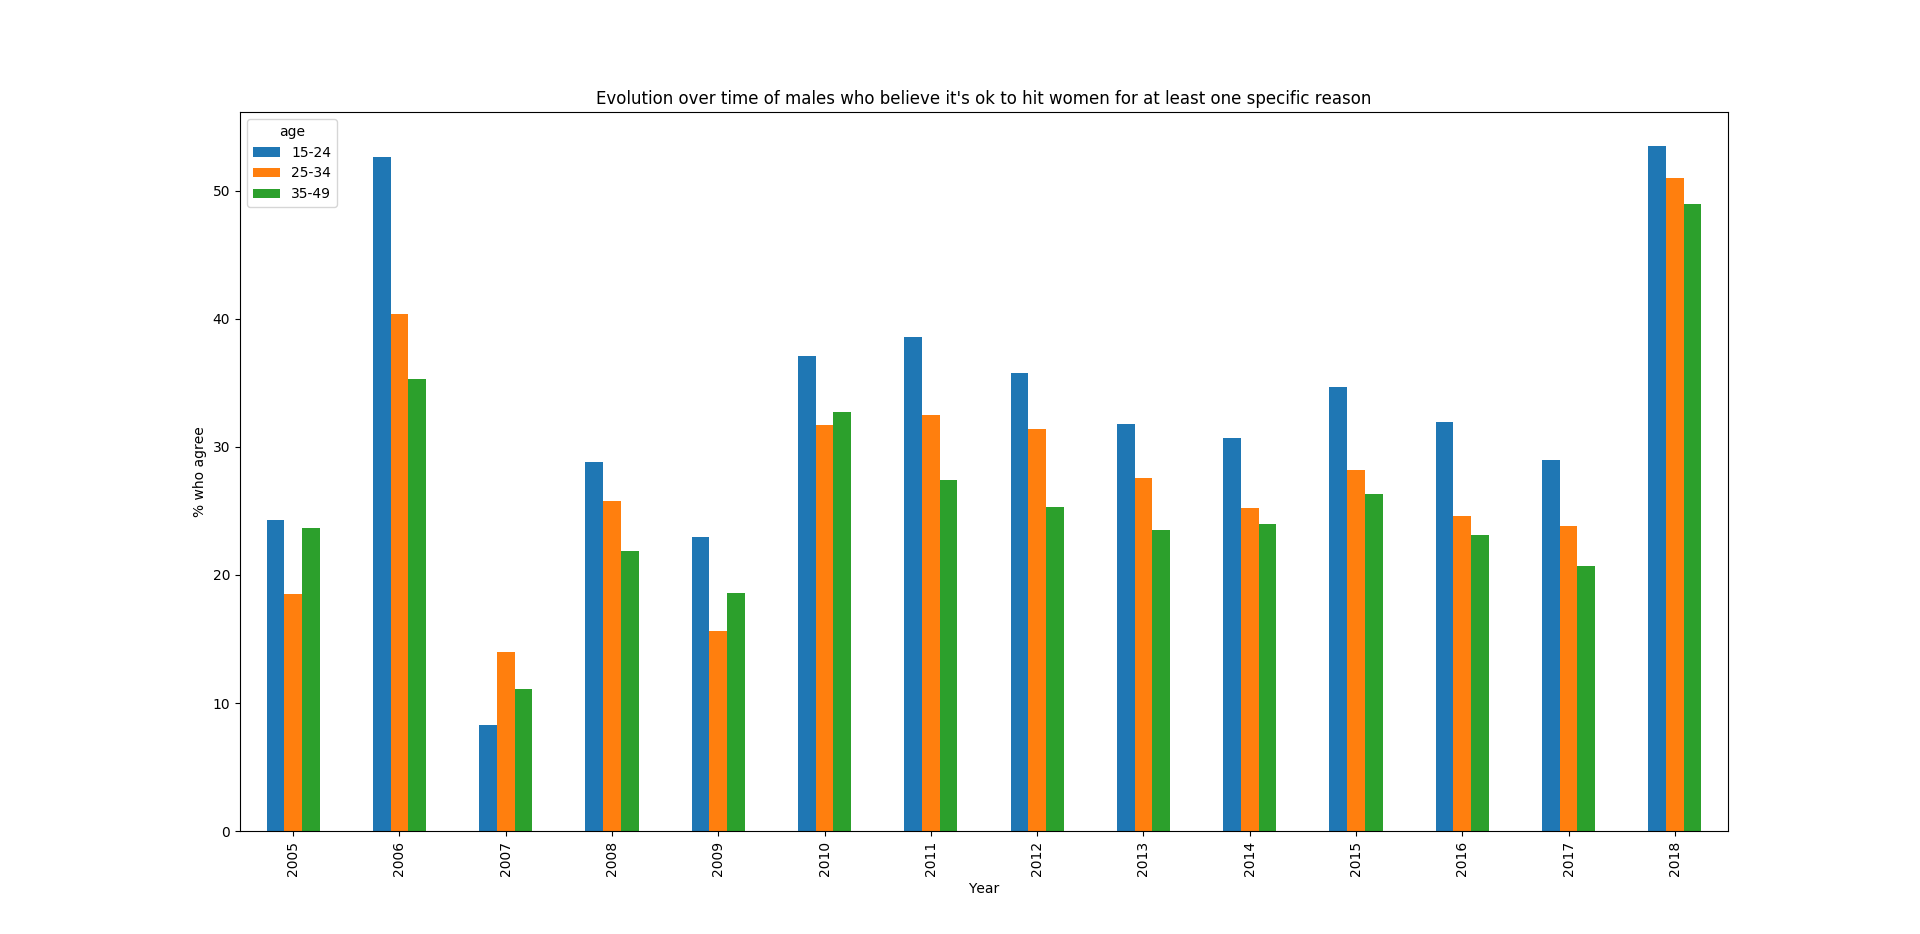 Evolution over time of males who believe it's ok to hit women for at least one specific reason
age
15-24
25-34
35-49
% who agree
50
40
30
20
10
0
2005 2006 2007 2008 2009 2010 2011 2012 2013 2014 2015 2016 2017 2018
Year